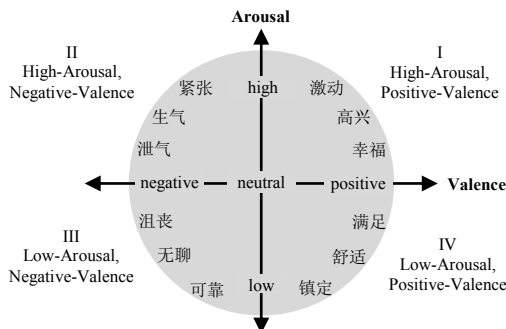 Arousal
II
High-Arousal,
Negative-Valence
I
High-Arousal,
Positive-Valence
紧张
high
激动
生气
高兴
泄气
幸福
negative
neutral
positive
Valence
沮丧
满足
III
Low-Arousal,
Negative-Valence
无聊
舒适
IV
Low-Arousal,
Positive-Valence
可靠
low
镇定